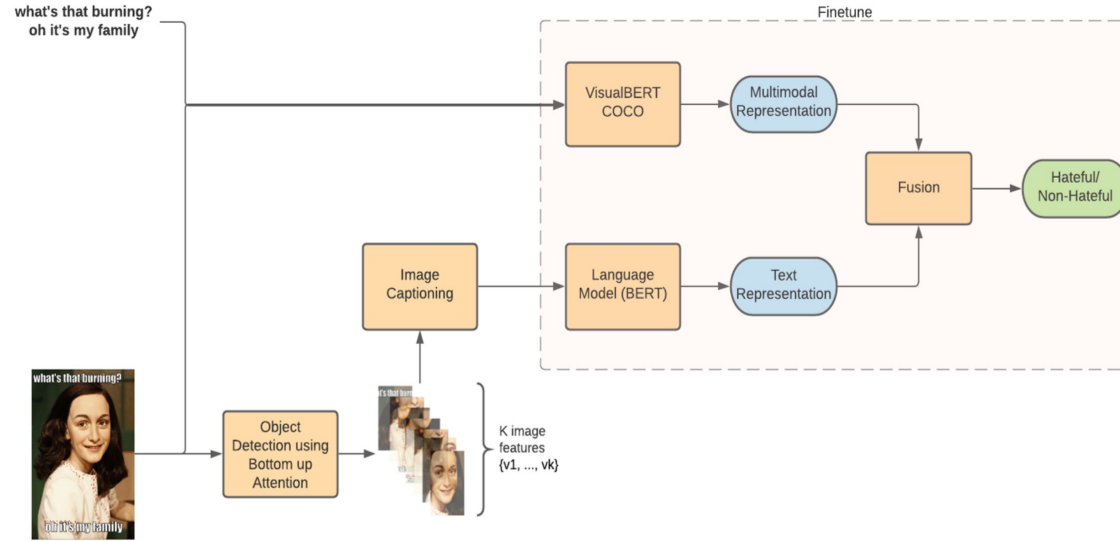 what's that burning?
oh it's my family
Finetune
VisualBERT
COCO
Multimodal
Representation
Fusion
Hateful/
Non-Hateful
Image
Captioning
Language
Model (BERT)
Text
Representation
what's that burning?
oh it's my family
Object
Detection using
Bottom up
Attention
K image
features
{v1, ..., vk}